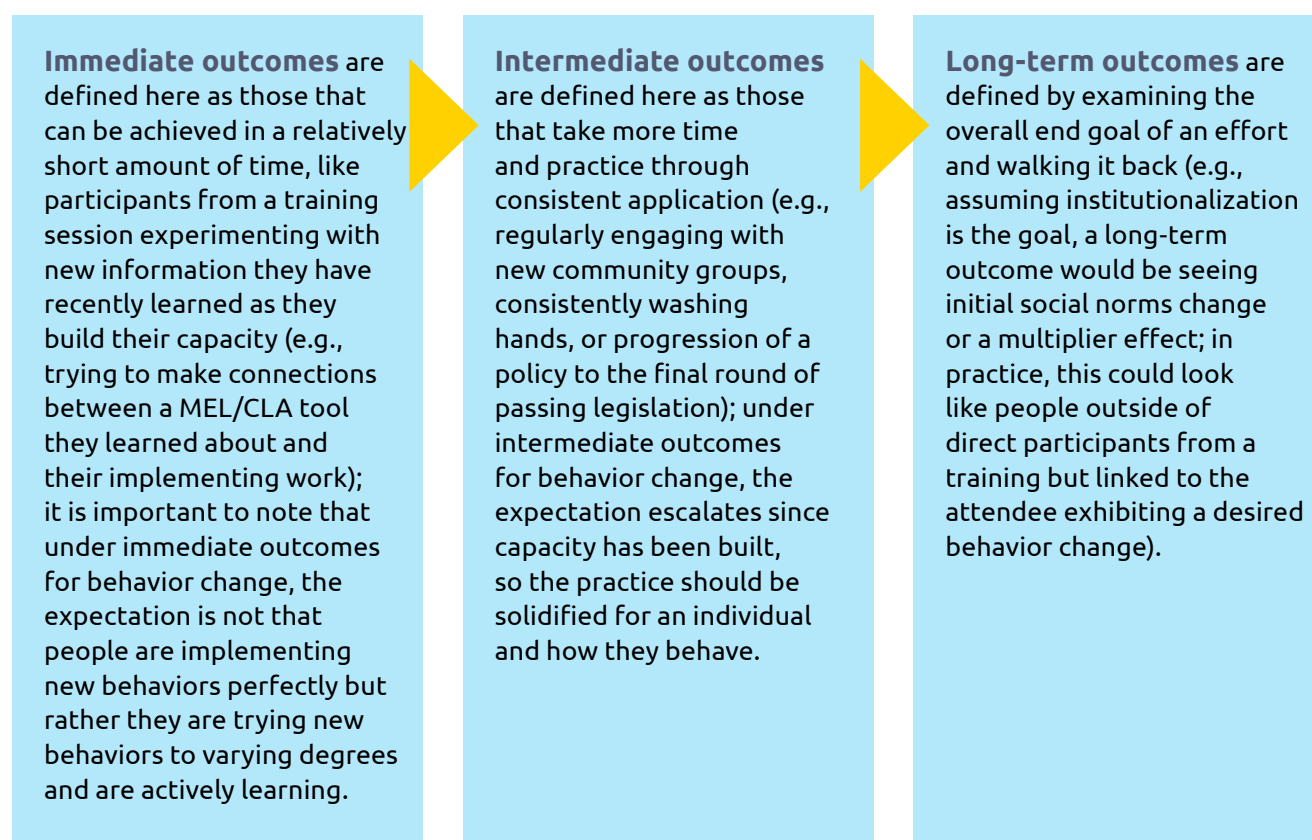 Immediate outcomes are
defined here as those that
can be achieved in a relatively
short amount of time, like
participants from a training
session experimenting with
new information they have
recently learned as they
build their capacity (e.g.,
trying to make connections
between a MEL/CLA tool
they learned about and
their implementing work);
it is important to note that
under immediate outcomes
for behavior change, the
expectation is not that
people are implementing
new behaviors perfectly but
rather they are trying new
behaviors to varying degrees
and are actively learning.
Intermediate outcomes
are defined here as those
that take more time
and practice through
consistent application (e.g.,
regularly engaging with
new community groups,
consistently washing
hands, or progression of a
policy to the final round of
passing legislation); under
intermediate outcomes
for behavior change, the
expectation escalates since
capacity has been built,
so the practice should be
solidified for an individual
and how they behave.
Long-term outcomes are
defined by examining the
overall end goal of an effort
and walking it back (e.g.,
assuming institutionalization
is the goal, a long-term
outcome would be seeing
initial social norms change
or a multiplier effect; in
practice, this could look
like people outside of
direct participants from a
training but linked to the
attendee exhibiting a desired
behavior change).